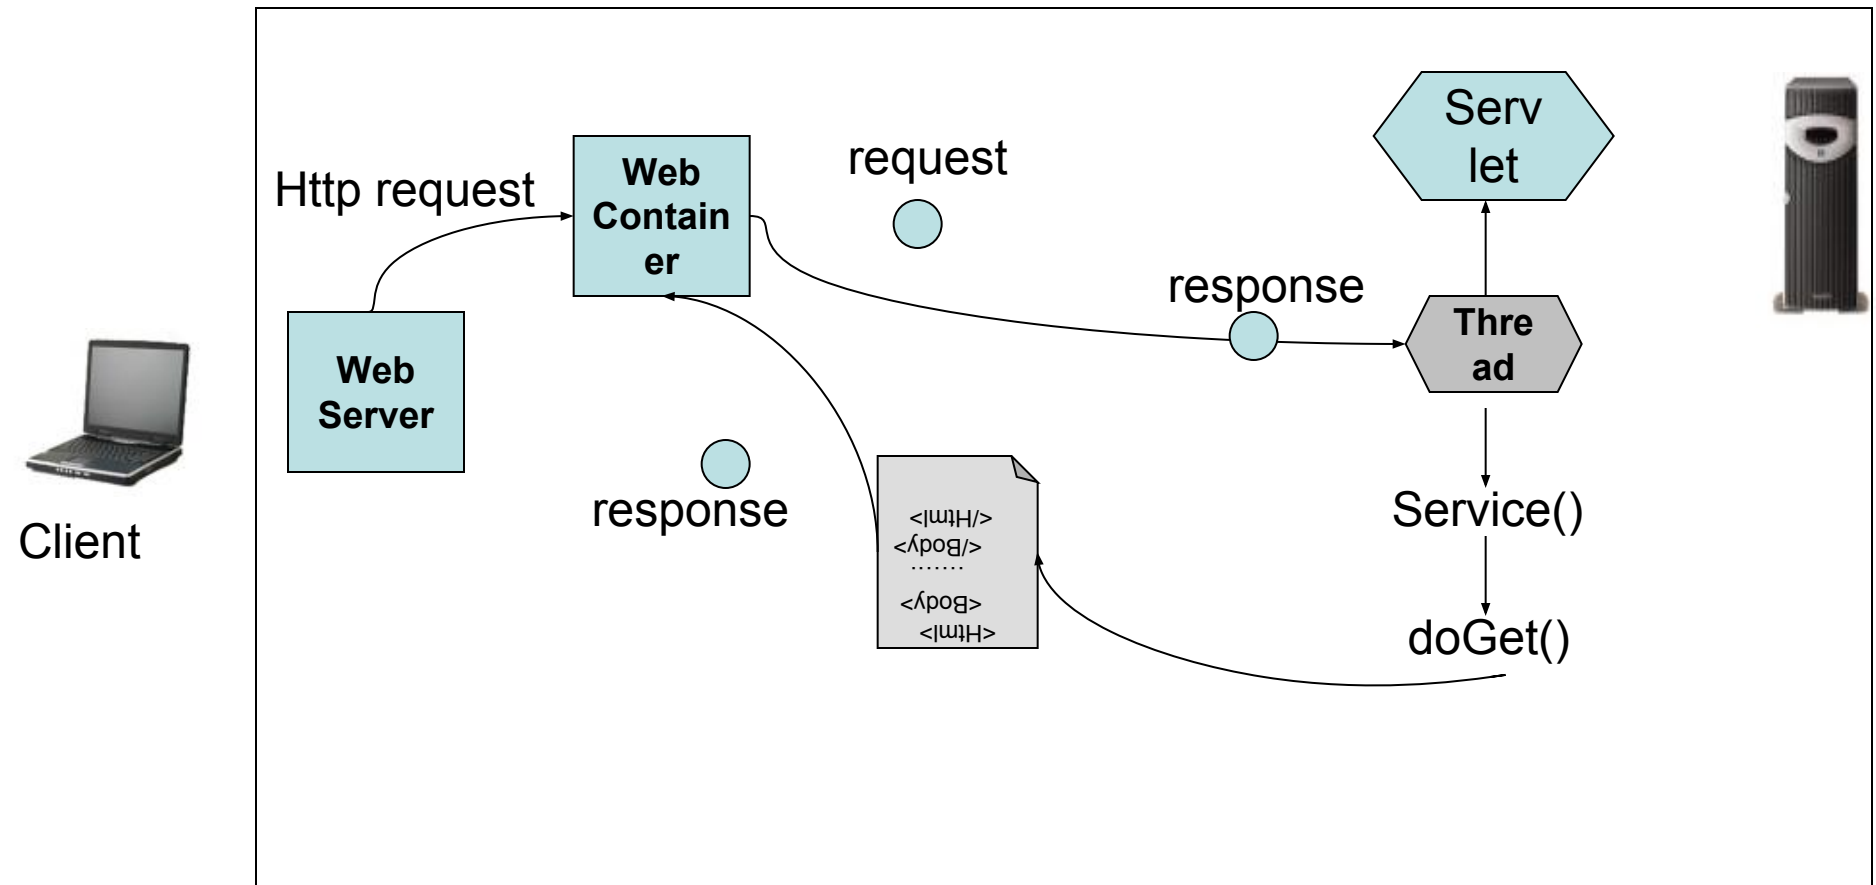 Serv
let
request
Http request
Web
Contain
er
response
Thre
ad
Web
Server
Client
response
Service()
doGet()
<Html>
<Body>
.......
</Body>
</Html>